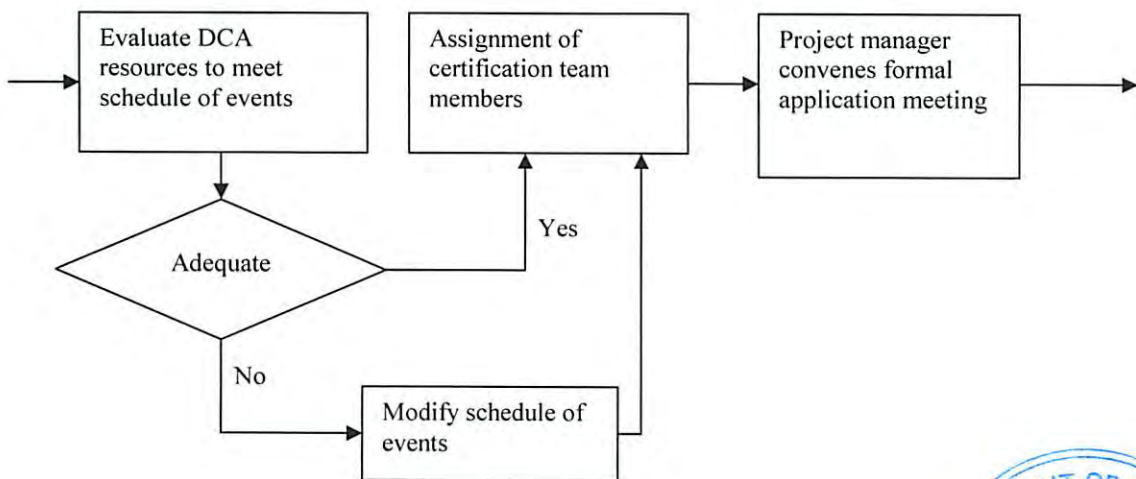 Evaluate DCA
resources to meet
schedule of events
Assignment of
certification team
members
Project manager
convenes formal
application meeting
Adequate
Yes
No
Modify schedule of
events